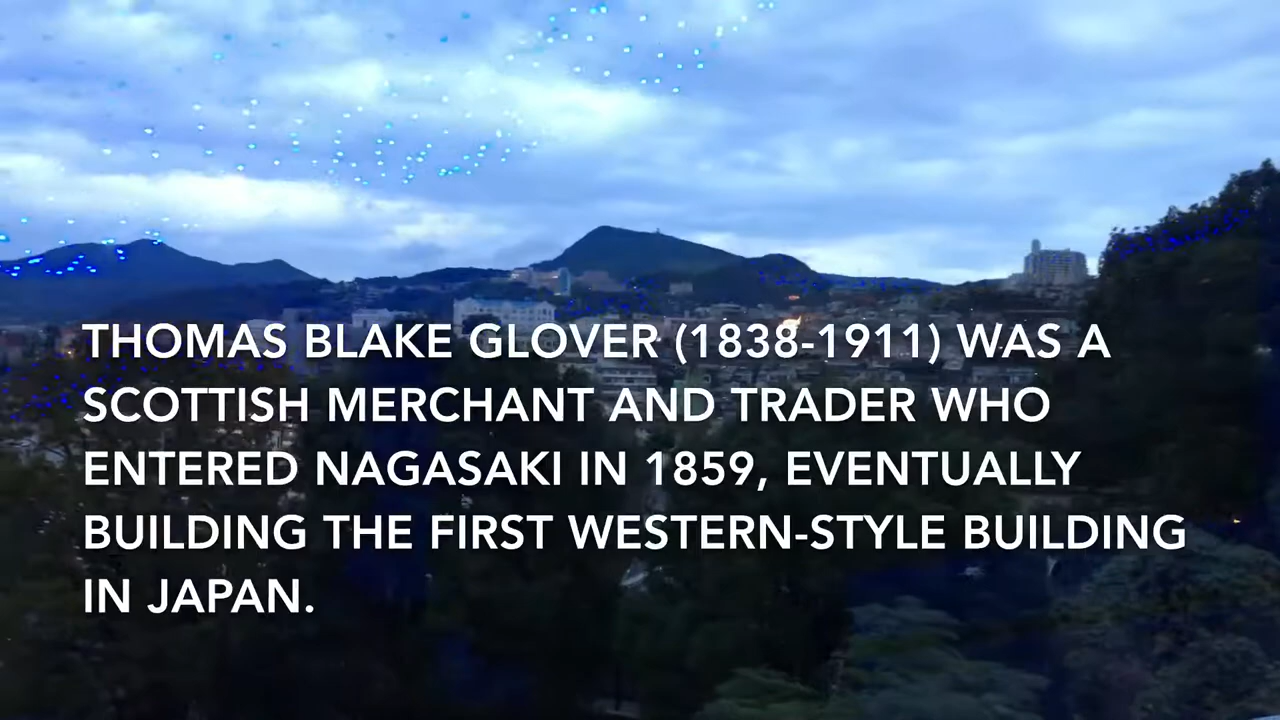 THOMAS BLAKE GLOVER (1838-1911) WAS A
SCOTTISH MERCHANT AND TRADER WHO
ENTERED NAGASAKI IN 1859, EVENTUALLY
BUILDING THE FIRST WESTERN-STYLE BUILDING
IN JAPAN.